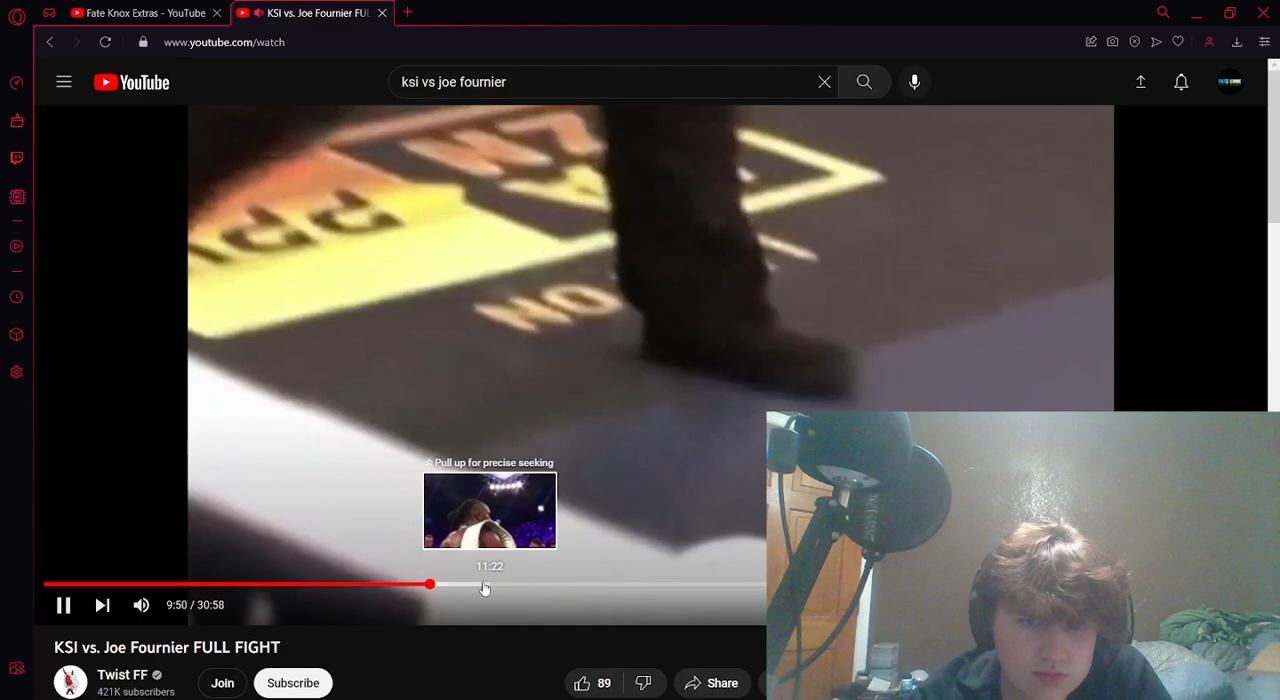 Fate Knox Extras - YouTube
KSI vs. Joe Fournier FUL
www.youtube.com/watch
YouTube
ksi vs joe fournier
NO
Pull up for precise seeking
11:22
9:50 / 30:58
KSI vs. Joe Fournier FULL FIGHT
Twist FF
421K subscribers
Join
Subscribe
89
Share